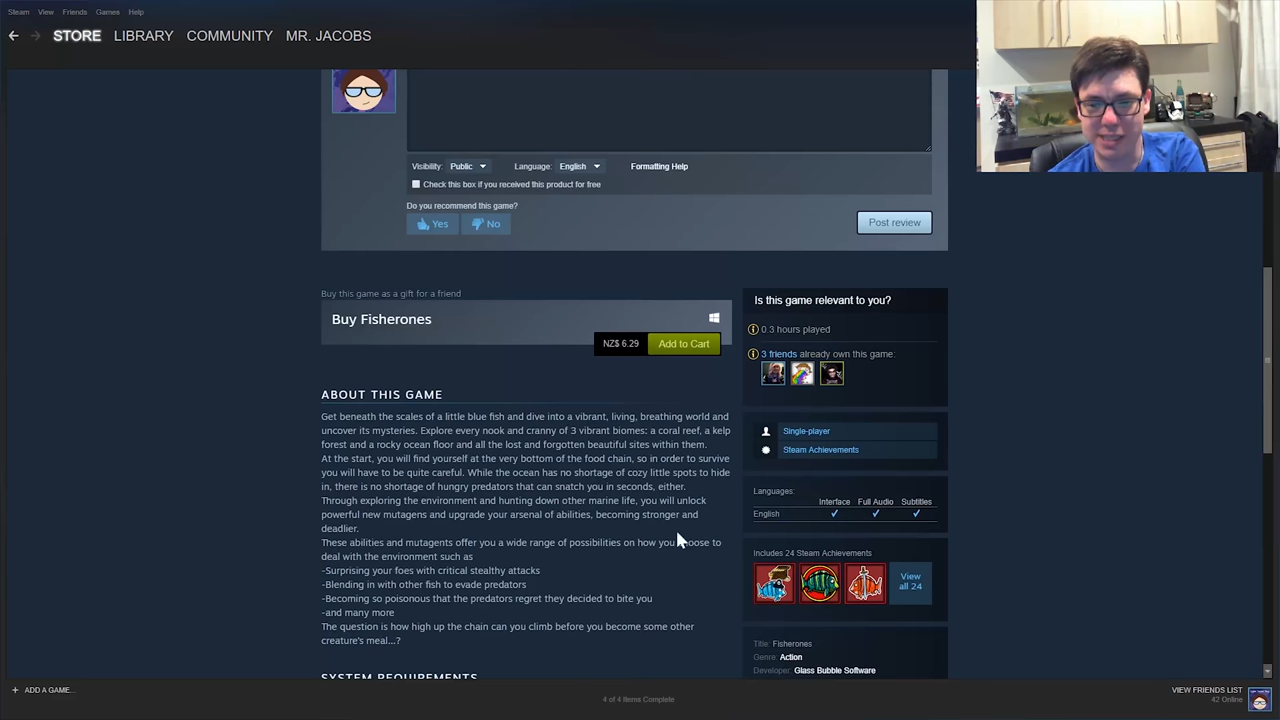 Steam View Friends Games Help
STORE LIBRARY COMMUNITY MR. JACOBS
Visibility: Public Language: English Formatting Help
Check this box if you received this product for free
Do you recommend this game?
Yes No
Post review
Buy this game as a gift for a friend
Buy Fisherones
NZ$ 6.29 Add to Cart
Is this game relevant to you?
0.3 hours played
3 friends already own this game:
ABOUT THIS GAME
Get beneath the scales of a little blue fish and dive into a vibrant, living, breathing world and
uncover its mysteries. Explore every nook and cranny of 3 vibrant biomes: a coral reef, a kelp
forest and a rocky ocean floor and all the lost and forgotten beautiful sites within them.
At the start, you will find yourself at the very bottom of the food chain, so in order to survive
you will have to be quite careful. While the ocean has no shortage of cozy little spots to hide
in, there is no shortage of hungry predators that can snatch you in seconds, either.
Through exploring the environment and hunting down other marine life, you will unlock
powerful new mutagens and upgrade your arsenal of abilities, becoming stronger and
deadlier.
These abilities and mutagents offer you a wide range of possibilities on how you choose to
deal with the environment such as
-Surprising your foes with critical stealthy attacks
-Blending in with other fish to evade predators
-Becoming so poisonous that the predators regret they decided to bite you
-and many more
The question is how high up the chain can you climb before you become some other
creature's meal...?
SYSTEM REQUIREMENTS
Single-player
Steam Achievements
Languages:
Interface Full Audio Subtitles
English
Includes 24 Steam Achievements
View
all 24
Title: Fisherones
Genre: Action
Developer: Glass Bubble Software
ADD A GAME...
4 of 4 Items Complete
VIEW FRIENDS LIST
42 Online